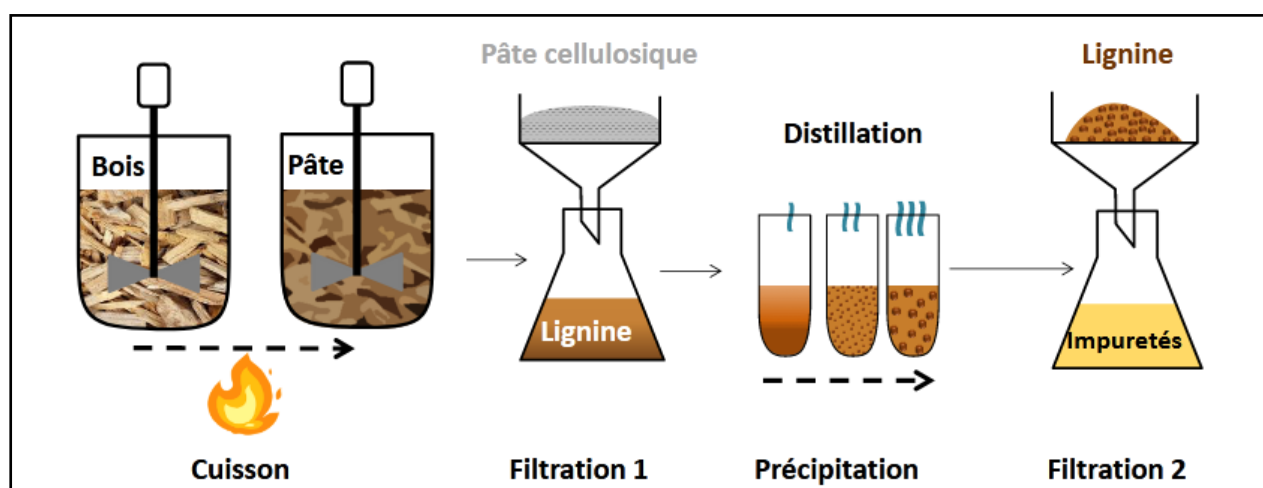 Pâte cellulosique
Lignine
Distillation
Bois
Pâte
Lignine
Impuretés
Cuisson
Filtration 1
Précipitation
Filtration 2